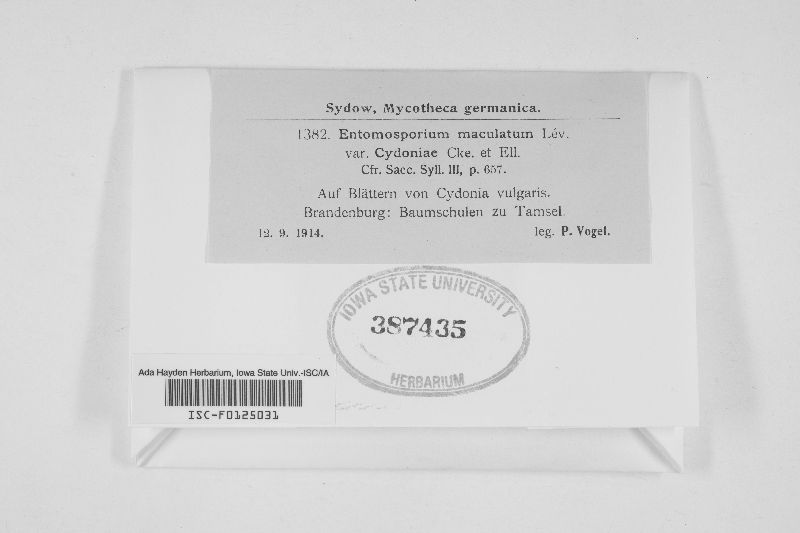 Sydow, Mycotheca germanica.
1382. Entomosporium maculatum Lév.
var. Cydoniae Cke. et Ell.
Cfr. Sacc. Syll. III, p. 657.
Auf Blättern von Cydonia vulgaris.
Brandenburg: Baumschulen zu Tamsel.
12. 9. 1914. leg. P. Vogel.
IOWA STATE UNIVERSITY
387435
HERBARIUM
Ada Hayden Herbarium, Iowa State Univ.-ISC/IA
ISC-F0125031